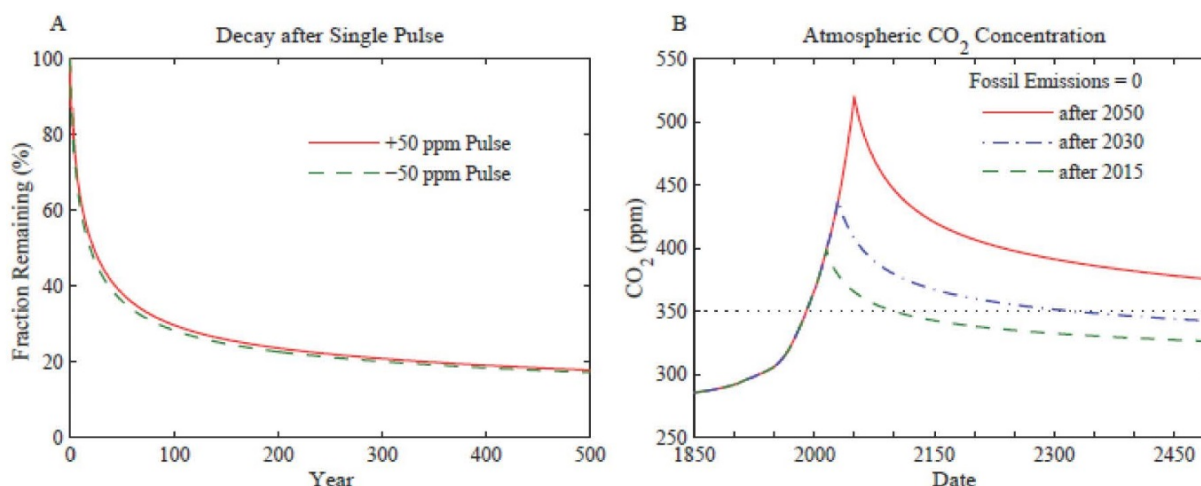 A
Decay after Single Pulse
100
80
60
40
20
0
Fraction Remaining (%)
+50 ppm Pulse
−50 ppm Pulse
0 100 200 300 400 500
Year
B
Atmospheric CO2 Concentration
550
500
450
400
350
300
250
CO2 (ppm)
Fossil Emissions = 0
after 2050
after 2030
after 2015
1850 2000 2150 2300 2450
Date